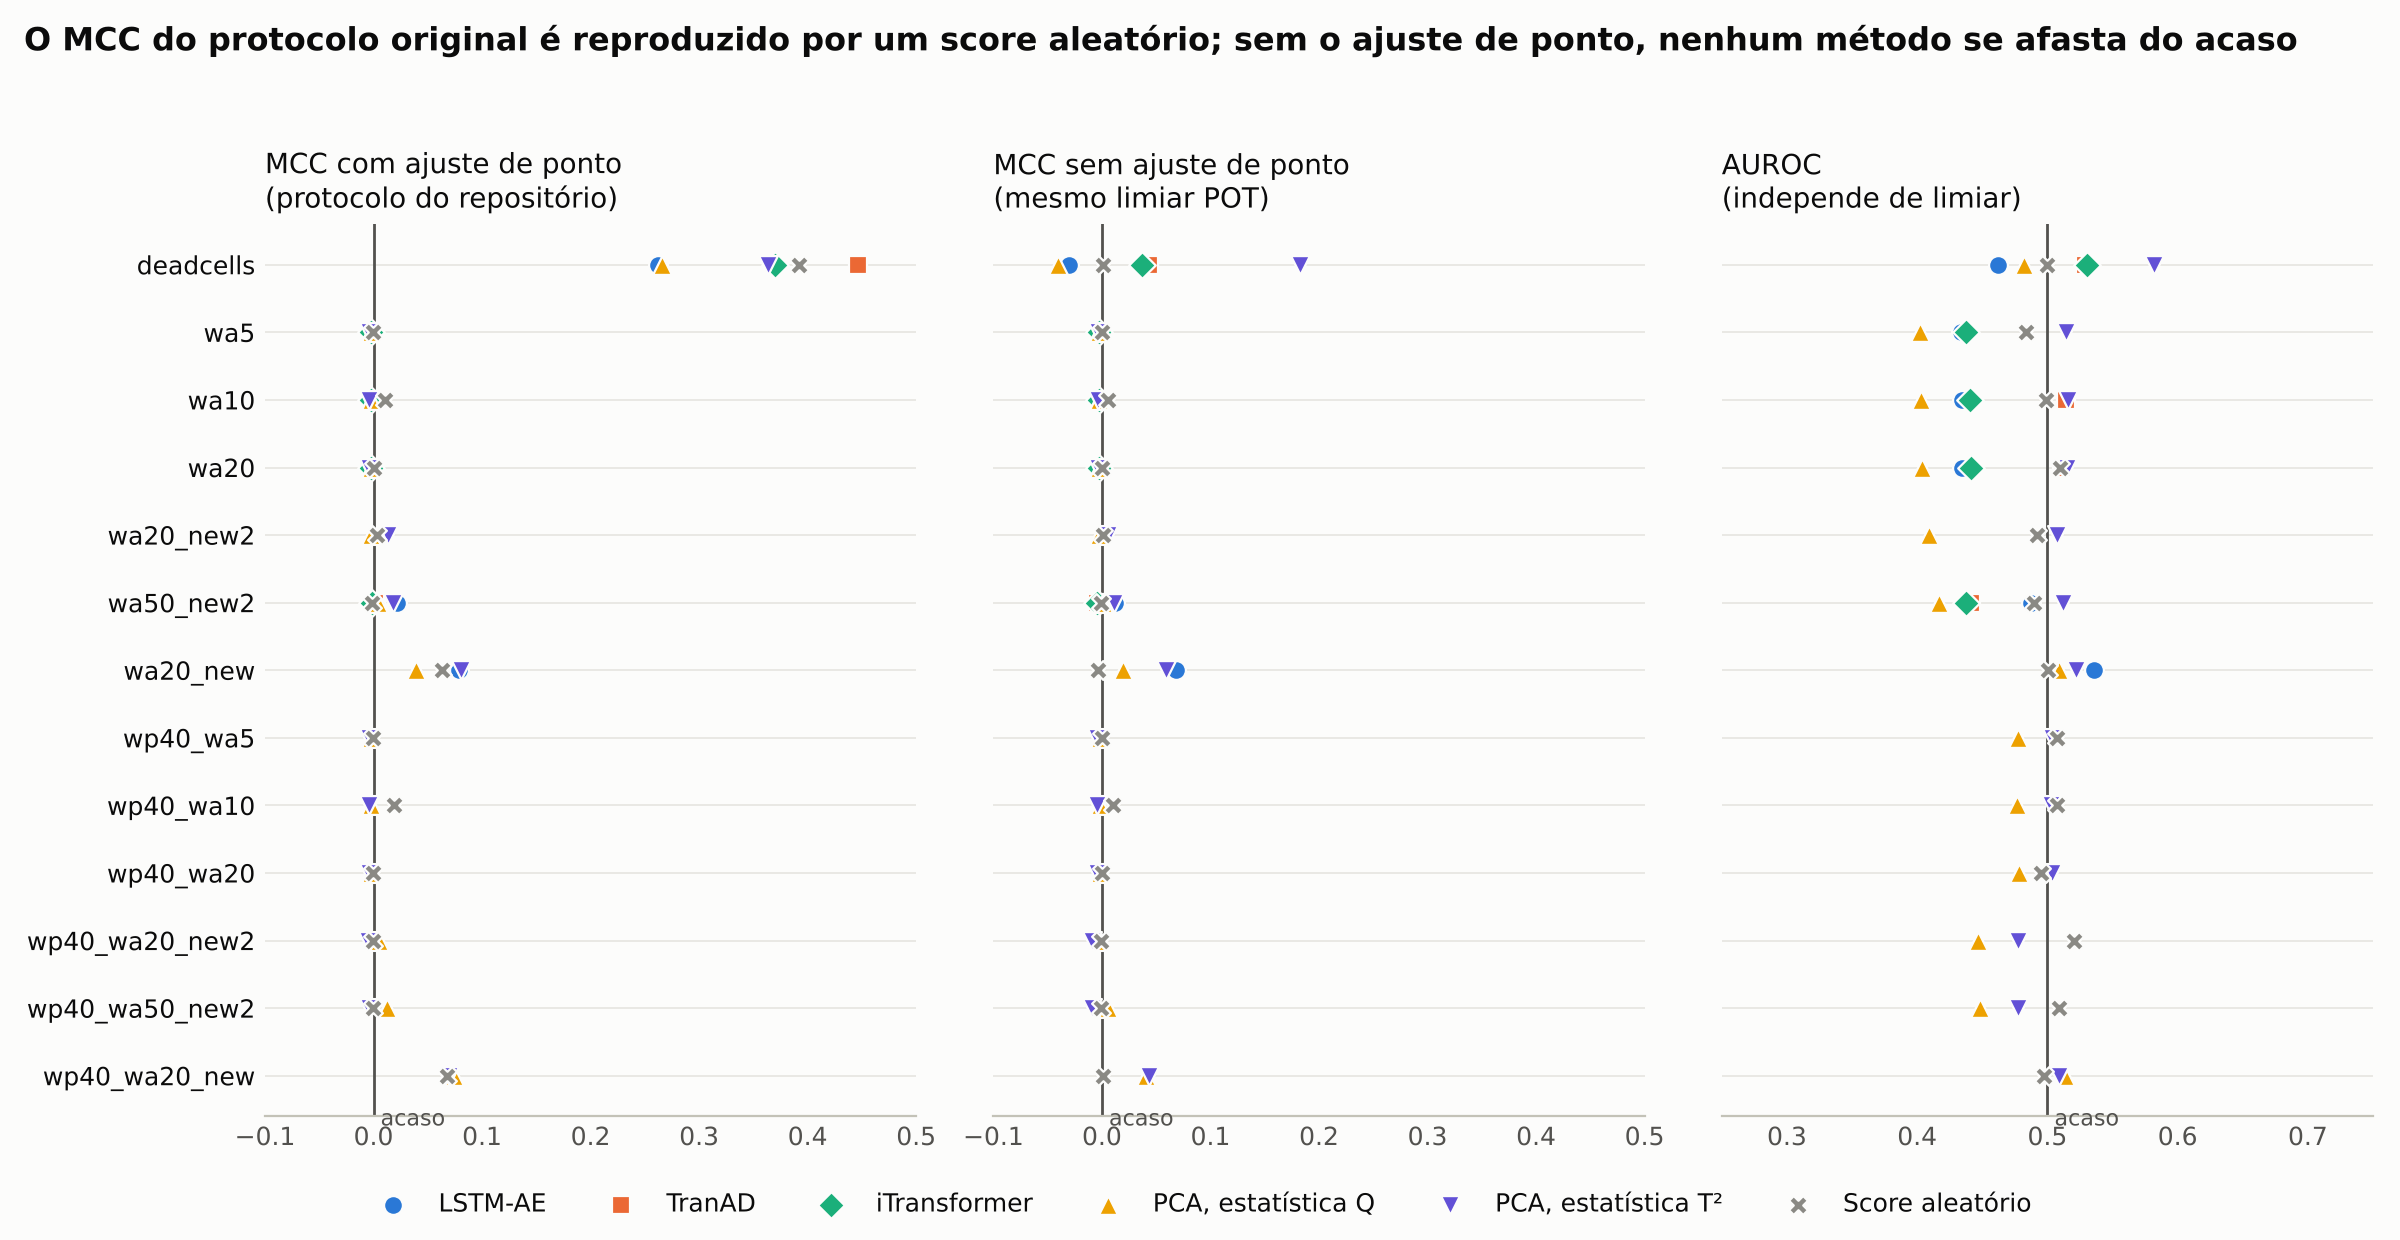 O MCC do protocolo original é reproduzido por um score aleatório; sem o ajuste de ponto, nenhum método se afasta do acaso
MCC com ajuste de ponto
(protocolo do repositório)
MCC sem ajuste de ponto
(mesmo limiar POT)
AUROC
(independe de limiar)
deadcells
wa5
wa10
wa20
wa20_new2
wa50_new2
wa20_new
wp40_wa5
wp40_wa10
wp40_wa20
wp40_wa20_new2
wp40_wa50_new2
wp40_wa20_new
acaso
acaso
acaso
−0.1 0.0 0.1 0.2 0.3 0.4 0.5
−0.1 0.0 0.1 0.2 0.3 0.4 0.5
0.3 0.4 0.5 0.6 0.7
LSTM-AE TranAD iTransformer PCA, estatística Q PCA, estatística T² Score aleatório